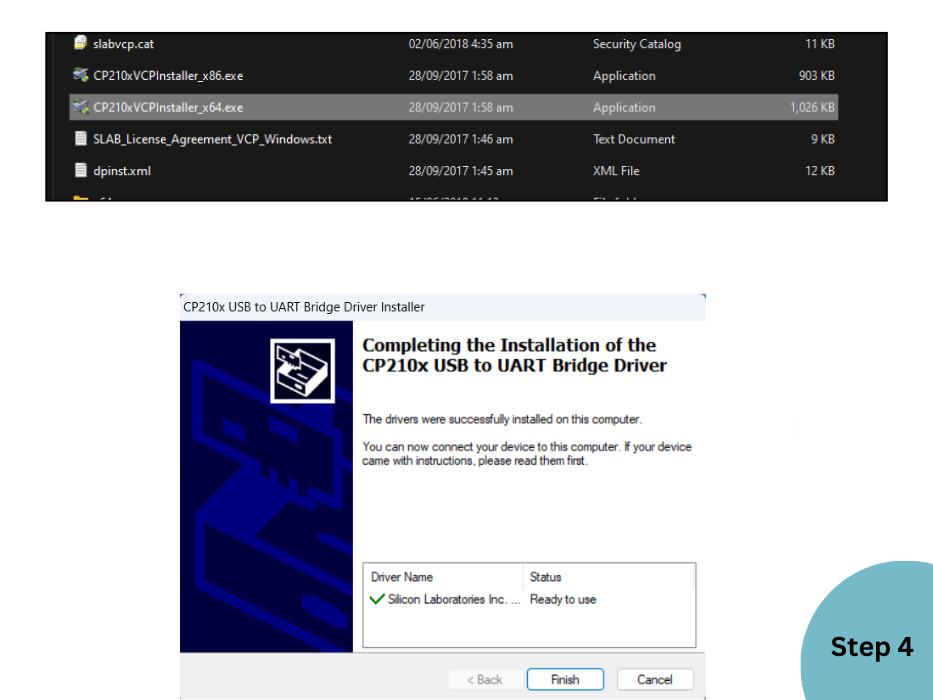 slabvcp.cat 02/06/2018 4:35 am Security Catalog 11 KB
CP210xVCPInstaller_x86.exe 28/09/2017 1:58 am Application 903 KB
CP210xVCPInstaller_x64.exe 28/09/2017 1:58 am Application 1,026 KB
SLAB_License_Agreement_VCP_Windows.txt 28/09/2017 1:46 am Text Document 9 KB
dpinst.xml 28/09/2017 1:45 am XML File 12 KB
CP210x USB to UART Bridge Driver Installer
Completing the Installation of the
CP210x USB to UART Bridge Driver
The drivers were successfully installed on this computer.
You can now connect your device to this computer. If your device
came with instructions, please read them first.
Driver Name Status
Silicon Laboratories Inc. ... Ready to use
< Back Finish Cancel
Step 4